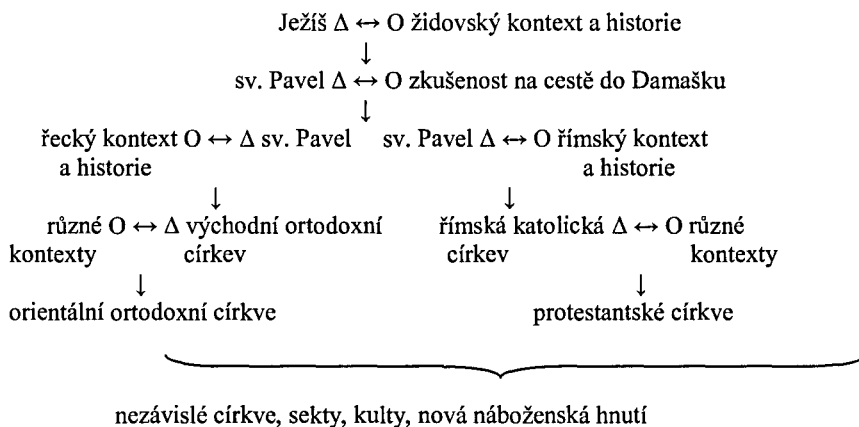 Ježíš Δ ↔ O židovský kontext a historie
↓
sv. Pavel Δ ↔ O zkušenost na cestě do Damašku
↓
řecký kontext O ↔ Δ sv. Pavel sv. Pavel Δ ↔ O římský kontext
a historie a historie
↓ ↓
různé O ↔ Δ východní ortodoxní římská katolická Δ ↔ O různé
kontexty církev církev kontexty
↓ ↓
orientální ortodoxní církve protestantské církve
nezávislé církve, sekty, kulty, nová náboženská hnutí